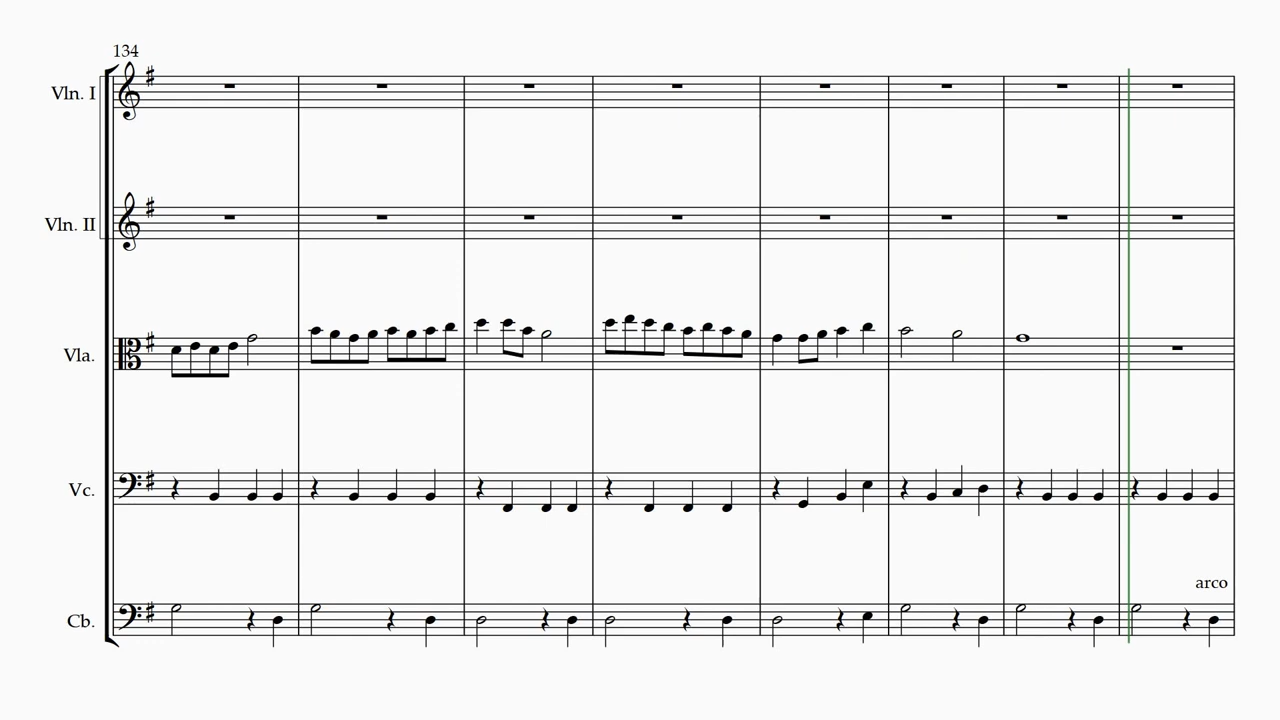 134
Vln. I
Vln. II
Vla.
Vc.
arco
Cb.